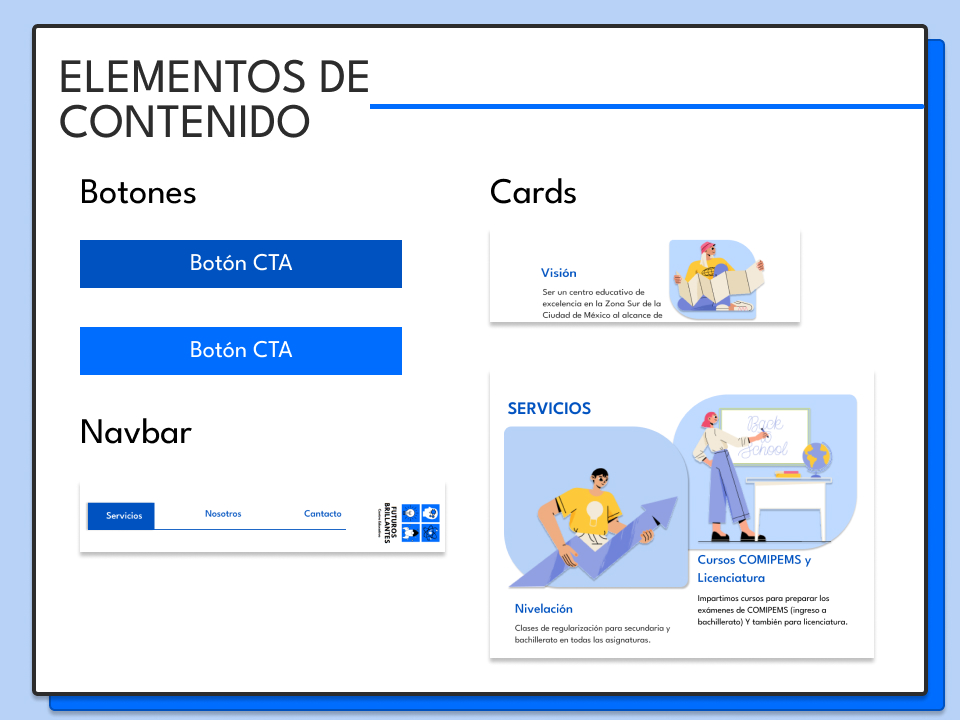 ELEMENTOS DE
CONTENIDO
Botones
Botón CTA
Botón CTA
Navbar
Servicios
Nosotros
Contacto
FUTUROS
BRILLANTES
Cards
Visión
Ser un centro educativo de
excelencia en la Zona Sur de la
Ciudad de México al alcance de
SERVICIOS
Back
to
School
Nivelación
Clases de regularización para secundaria y
bachillerato en todas las asignaturas.
Cursos COMIPEMS y
Licenciatura
Impartimos cursos para preparar los
exámenes de COMIPEMS (ingreso a
bachillerato) Y también para licenciatura.